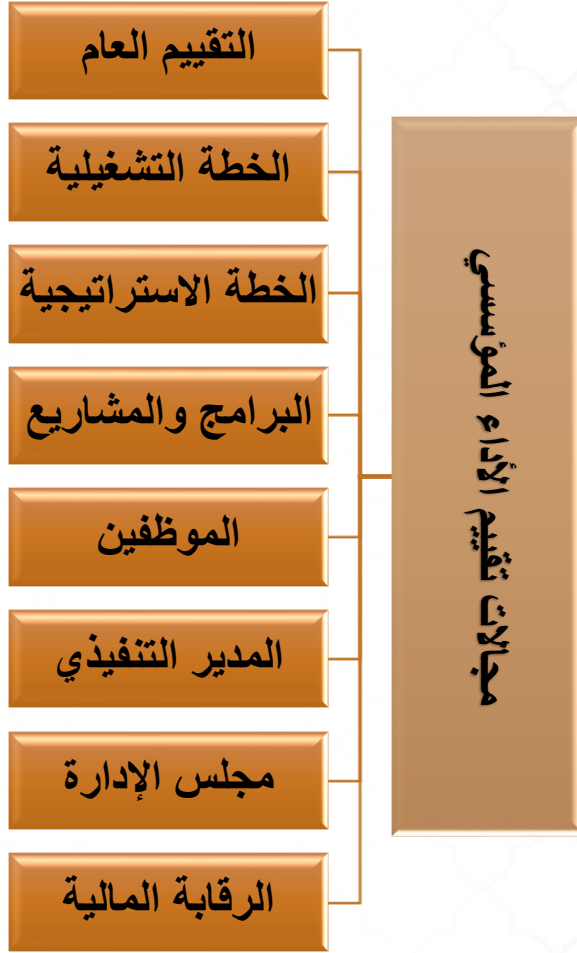 مجالات تقييم الأداء المؤسسي
التقييم العام
الخطة التشغيلية
الخطة الاستراتيجية
البرامج والمشاريع
الموظفين
المدير التنفيذي
مجلس الإدارة
الرقابة المالية